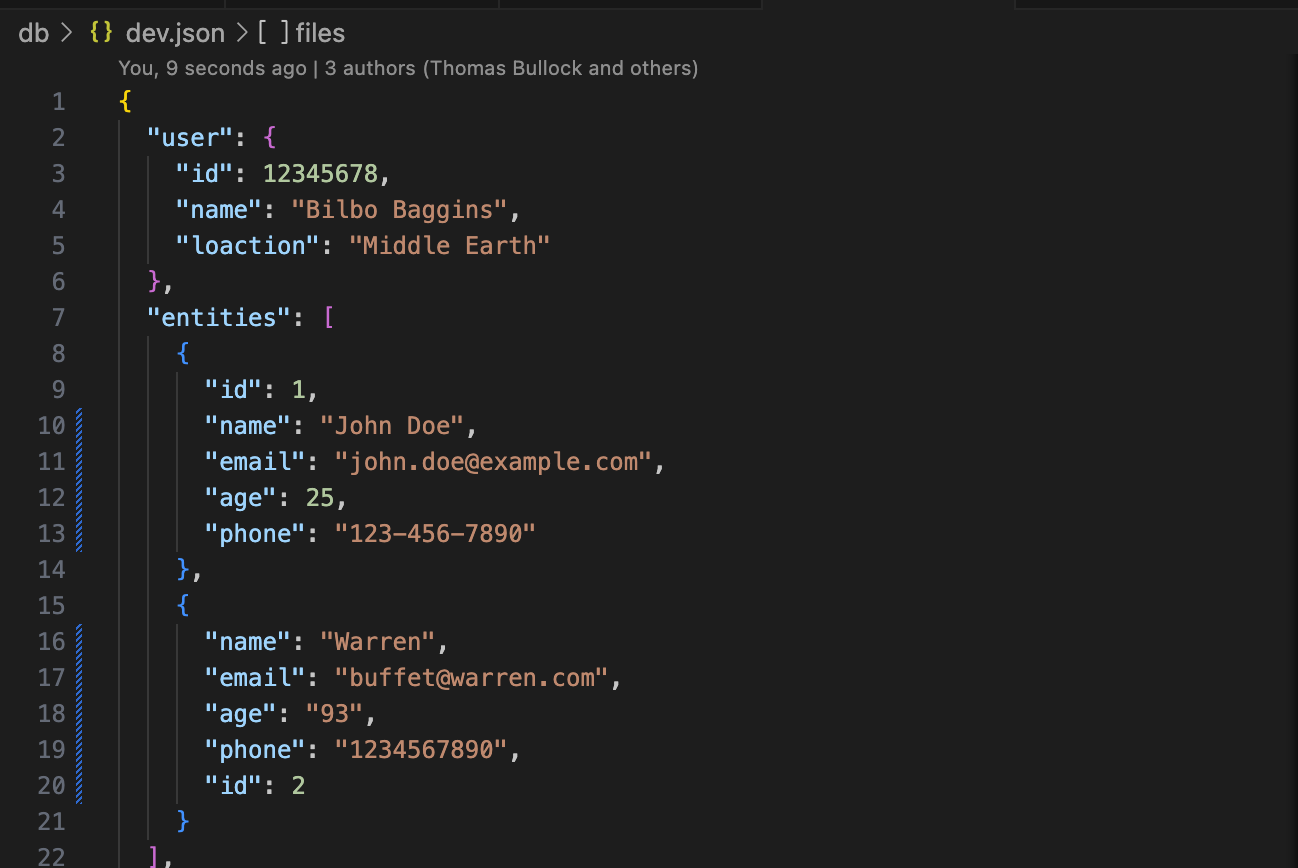 db > {} dev.json > [ ] files
You, 9 seconds ago | 3 authors (Thomas Bullock and others)
1 {
2 "user": {
3 "id": 12345678,
4 "name": "Bilbo Baggins",
5 "loaction": "Middle Earth"
6 },
7 "entities": [
8 {
9 "id": 1,
10 "name": "John Doe",
11 "email": "john.doe@example.com",
12 "age": 25,
13 "phone": "123-456-7890"
14 },
15 {
16 "name": "Warren",
17 "email": "buffet@warren.com",
18 "age": "93",
19 "phone": "1234567890",
20 "id": 2
21 }
22 ],